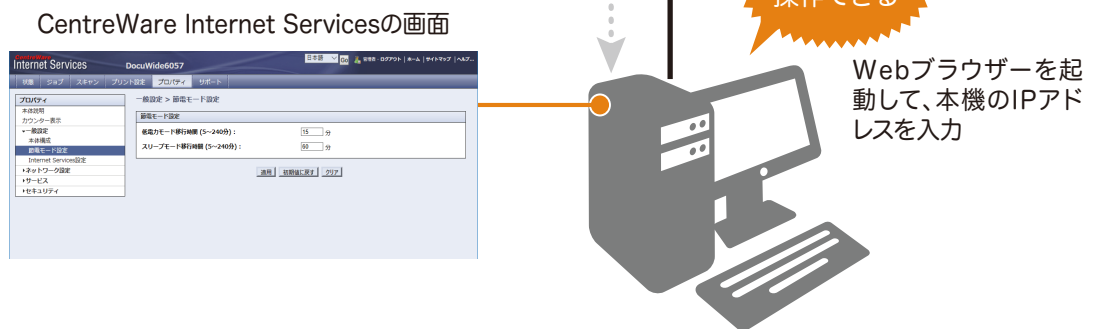 CentreWare Internet Servicesの画面
操作できる
CentreWare
Internet Services
DocuWide6057
日本語
Go
管理者 - ログアウト | ホーム | サイトマップ | ヘルプ...
状態 ジョブ スキャン プリント設定 プロパティ サポート
プロパティ
本体説明
カウンター表示
一般設定
本体構成
節電モード設定
Internet Services設定
ネットワーク設定
サービス
セキュリティ
一般設定 > 節電モード設定
節電モード設定
低電力モード移行時間 (5~240分) : 15 分
スリープモード移行時間 (5~240分) : 60 分
適用 初期値に戻す クリア
Webブラウザーを起
動して、本機のIPアド
レスを入力